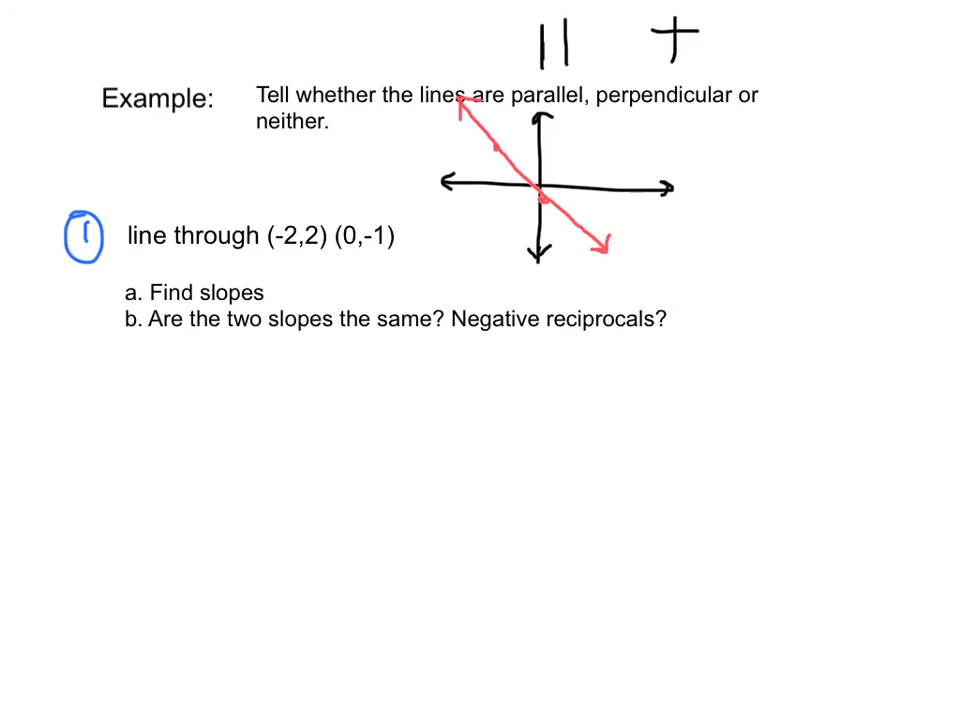 Example: Tell whether the lines are parallel, perpendicular or
neither.
1 line through (-2,2) (0,-1)
a. Find slopes
b. Are the two slopes the same? Negative reciprocals?